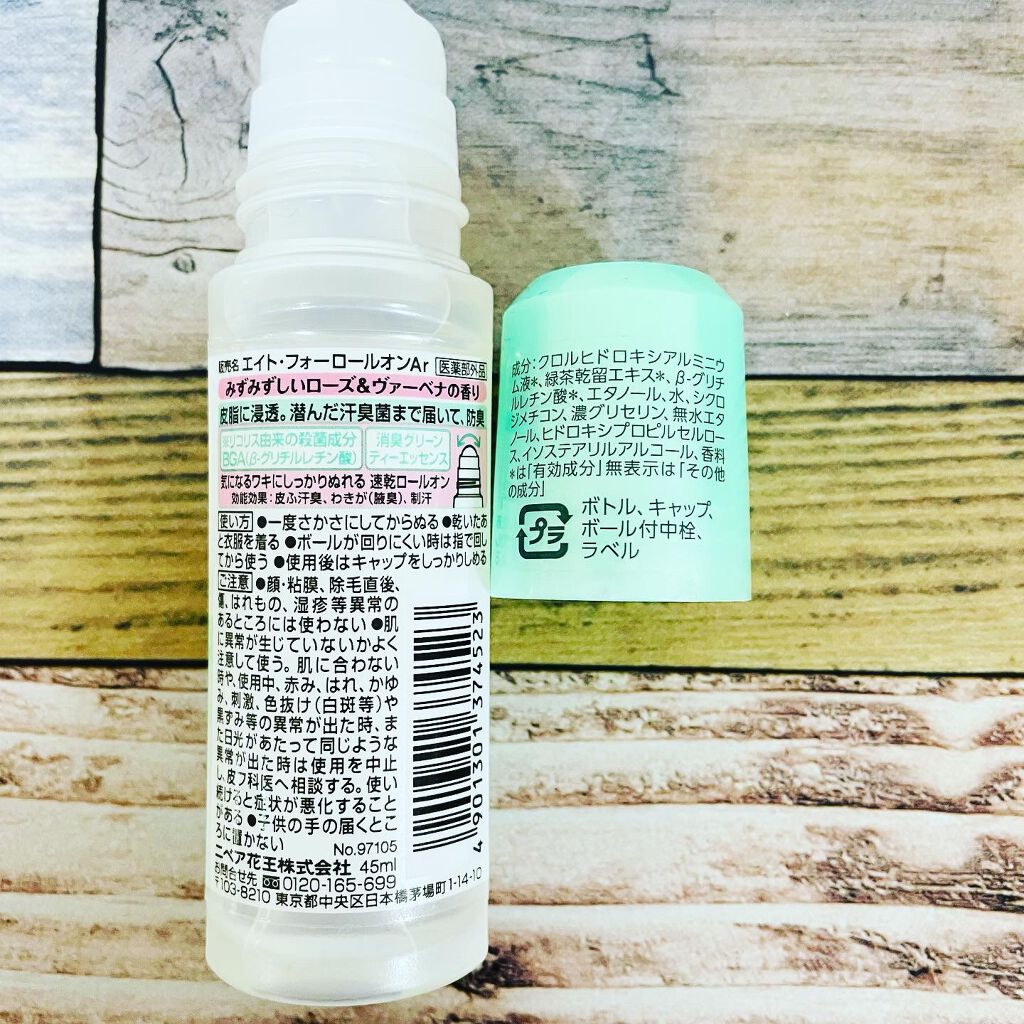 販売名 エイト・フォーロールオンAr 医薬部外品
みずみずしいローズ&ヴァーベナの香り
皮脂に浸透。潜んだ汗臭菌まで届いて、防臭
※リコリス由来の殺菌成分
BGA(β-グリチルレチン酸)
消臭グリーン
ティーエッセンス
気になるワキにしっかりぬれる 速乾ロールオン
効能効果:皮ふ汗臭、わきが(腋臭)、制汗
使い方 ●一度さかさにしてからぬる ●乾いたあ
と衣服を着る ●ボールが回りにくい時は指で回し
てから使う ●使用後はキャップをしっかりしめる
ご注意 ●顔・粘膜、除毛直後、
傷、はれもの、湿疹等異常の
あるところには使わない ●肌
に異常が生じていないかよく
注意して使う。肌に合わない
時や、使用中、赤み、はれ、かゆ
み、刺激、色抜け(白斑等)や
黒ずみ等の異常が出た時、ま
た日光があたって同じような
異常が出た時は使用を中止
し、皮フ科医へ相談する。使い
続けると症状が悪化すること
がある ●子供の手の届くとこ
ろに置かない
No.97105
ニベア花王株式会社 45ml
お問合せ先 0120-165-699
〒103-8210 東京都中央区日本橋茅場町1-14-10
4901301374523
成分:クロルヒドロキシアルミニウ
ム液*、緑茶乾留エキス*、β-グリチ
ルレチン酸*、エタノール、水、シクロ
ジメチコン、濃グリセリン、無水エタ
ノール、ヒドロキシプロピルセルロー
ス、イソステアリルアルコール、香料
*は「有効成分」無表示は「その他
の成分」
プラ
ボトル、キャップ、
ボール付中栓、
ラベル